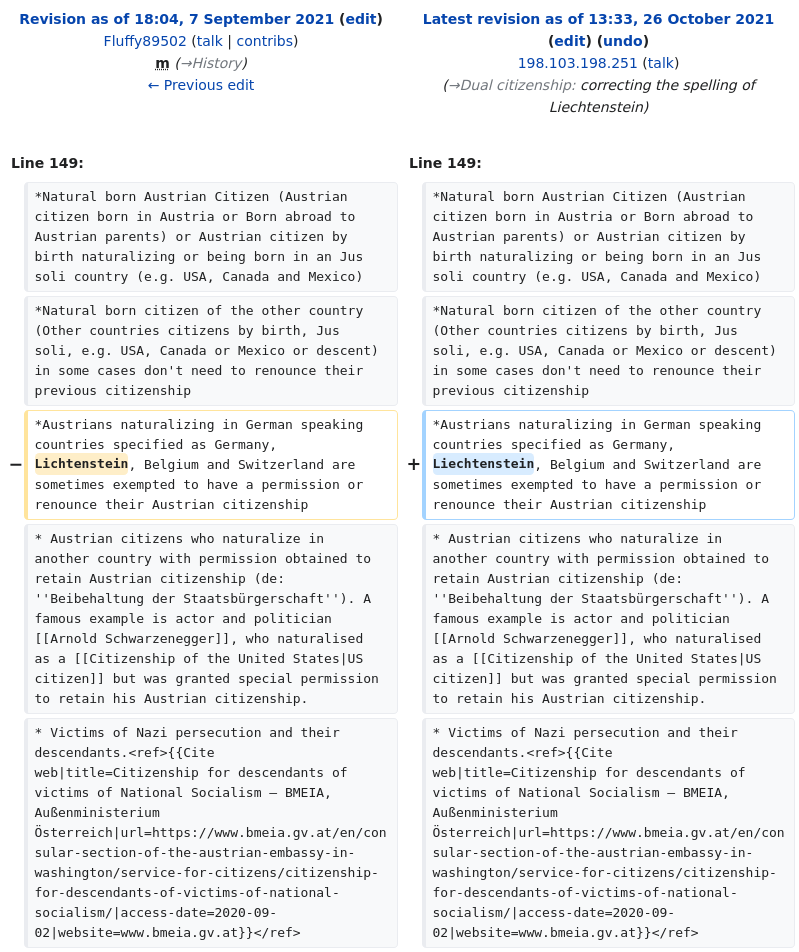 Revision as of 18:04, 7 September 2021 (edit)
Fluffy89502 (talk | contribs)
m (→History)
← Previous edit
Latest revision as of 13:33, 26 October 2021
(edit) (undo)
198.103.198.251 (talk)
(→Dual citizenship: correcting the spelling of
Liechtenstein)
Line 149:
*Natural born Austrian Citizen (Austrian
citizen born in Austria or Born abroad to
Austrian parents) or Austrian citizen by
birth naturalizing or being born in an Jus
soli country (e.g. USA, Canada and Mexico)
*Natural born citizen of the other country
(Other countries citizens by birth, Jus
soli, e.g. USA, Canada or Mexico or descent)
in some cases don't need to renounce their
previous citizenship
*Austrians naturalizing in German speaking
countries specified as Germany,
− Lichtenstein, Belgium and Switzerland are
sometimes exempted to have a permission or
renounce their Austrian citizenship
* Austrian citizens who naturalize in
another country with permission obtained to
retain Austrian citizenship (de:
''Beibehaltung der Staatsbürgerschaft''). A
famous example is actor and politician
[[Arnold Schwarzenegger]], who naturalised
as a [[Citizenship of the United States|US
citizen]] but was granted special permission
to retain his Austrian citizenship.
* Victims of Nazi persecution and their
descendants.<ref>{{Cite
web|title=Citizenship for descendants of
victims of National Socialism – BMEIA,
Außenministerium
Österreich|url=https://www.bmeia.gv.at/en/con
sular-section-of-the-austrian-embassy-in-
washington/service-for-citizens/citizenship-
for-descendants-of-victims-of-national-
socialism/|access-date=2020-09-
02|website=www.bmeia.gv.at}}</ref>
Line 149:
*Natural born Austrian Citizen (Austrian
citizen born in Austria or Born abroad to
Austrian parents) or Austrian citizen by
birth naturalizing or being born in an Jus
soli country (e.g. USA, Canada and Mexico)
*Natural born citizen of the other country
(Other countries citizens by birth, Jus
soli, e.g. USA, Canada or Mexico or descent)
in some cases don't need to renounce their
previous citizenship
*Austrians naturalizing in German speaking
countries specified as Germany,
+ Liechtenstein, Belgium and Switzerland are
sometimes exempted to have a permission or
renounce their Austrian citizenship
* Austrian citizens who naturalize in
another country with permission obtained to
retain Austrian citizenship (de:
''Beibehaltung der Staatsbürgerschaft''). A
famous example is actor and politician
[[Arnold Schwarzenegger]], who naturalised
as a [[Citizenship of the United States|US
citizen]] but was granted special permission
to retain his Austrian citizenship.
* Victims of Nazi persecution and their
descendants.<ref>{{Cite
web|title=Citizenship for descendants of
victims of National Socialism – BMEIA,
Außenministerium
Österreich|url=https://www.bmeia.gv.at/en/con
sular-section-of-the-austrian-embassy-in-
washington/service-for-citizens/citizenship-
for-descendants-of-victims-of-national-
socialism/|access-date=2020-09-
02|website=www.bmeia.gv.at}}</ref>